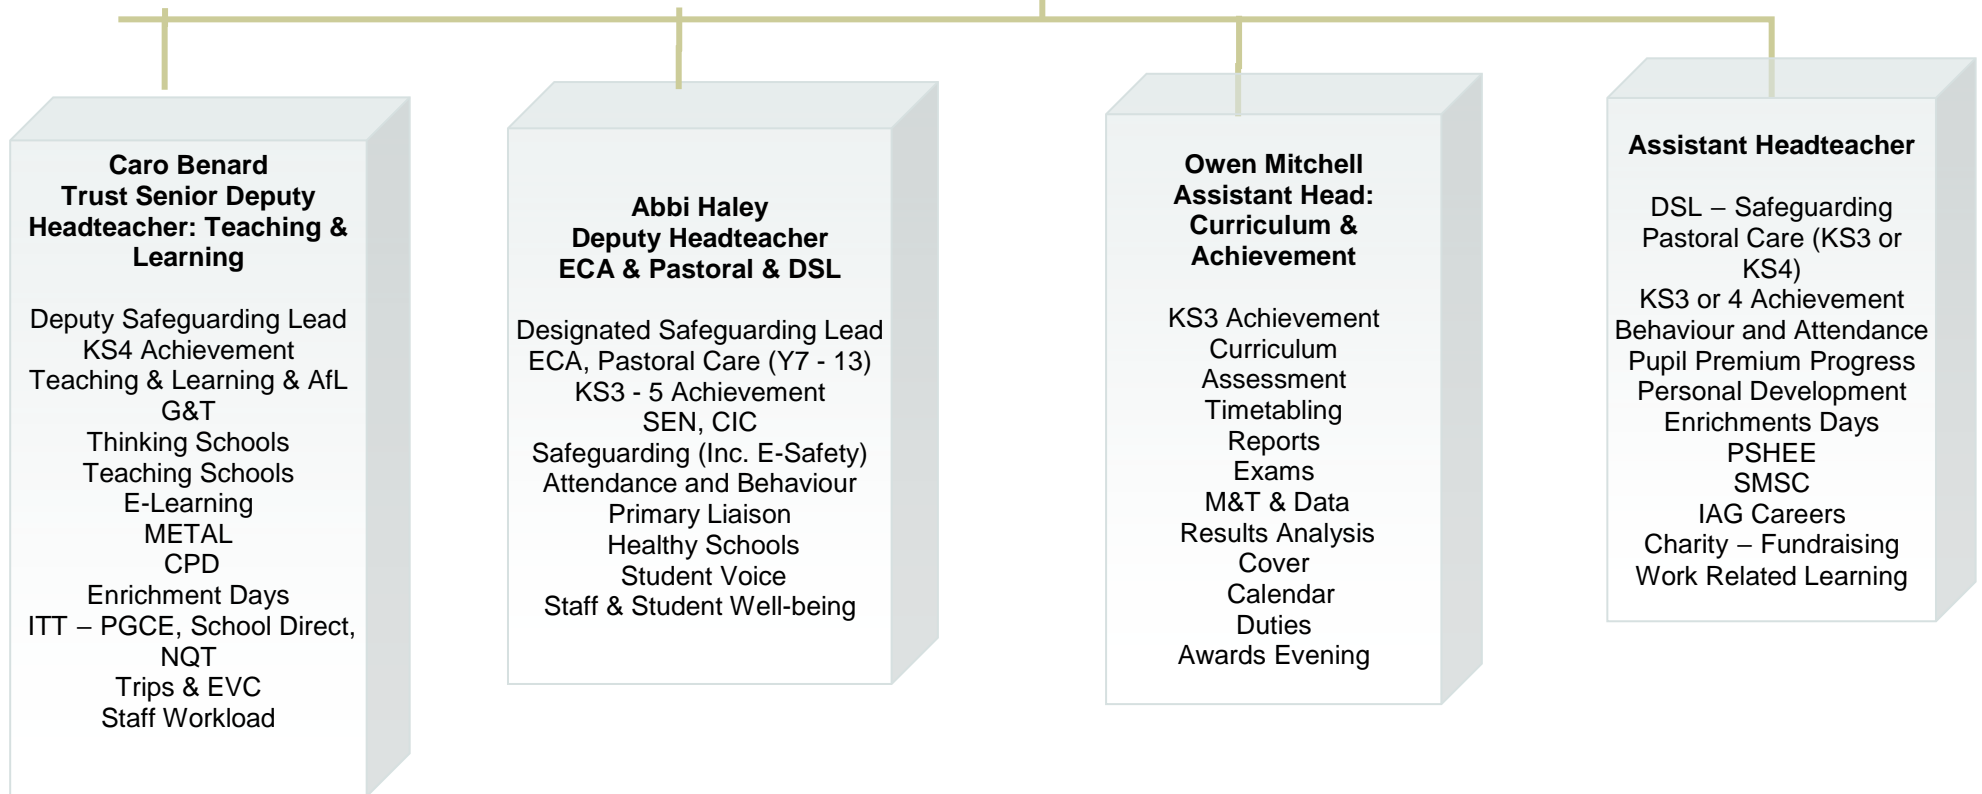 Caro Benard
Trust Senior Deputy
Headteacher: Teaching &
Learning
Deputy Safeguarding Lead
KS4 Achievement
Teaching & Learning & AfL
G&T
Thinking Schools
Teaching Schools
E-Learning
METAL
CPD
Enrichment Days
ITT – PGCE, School Direct,
NQT
Trips & EVC
Staff Workload
Abbi Haley
Deputy Headteacher
ECA & Pastoral & DSL
Designated Safeguarding Lead
ECA, Pastoral Care (Y7 - 13)
KS3 - 5 Achievement
SEN, CIC
Safeguarding (Inc. E-Safety)
Attendance and Behaviour
Primary Liaison
Healthy Schools
Student Voice
Staff & Student Well-being
Owen Mitchell
Assistant Head:
Curriculum &
Achievement
KS3 Achievement
Curriculum
Assessment
Timetabling
Reports
Exams
M&T & Data
Results Analysis
Cover
Calendar
Duties
Awards Evening
Assistant Headteacher
DSL – Safeguarding
Pastoral Care (KS3 or
KS4)
KS3 or 4 Achievement
Behaviour and Attendance
Pupil Premium Progress
Personal Development
Enrichments Days
PSHEE
SMSC
IAG Careers
Charity – Fundraising
Work Related Learning